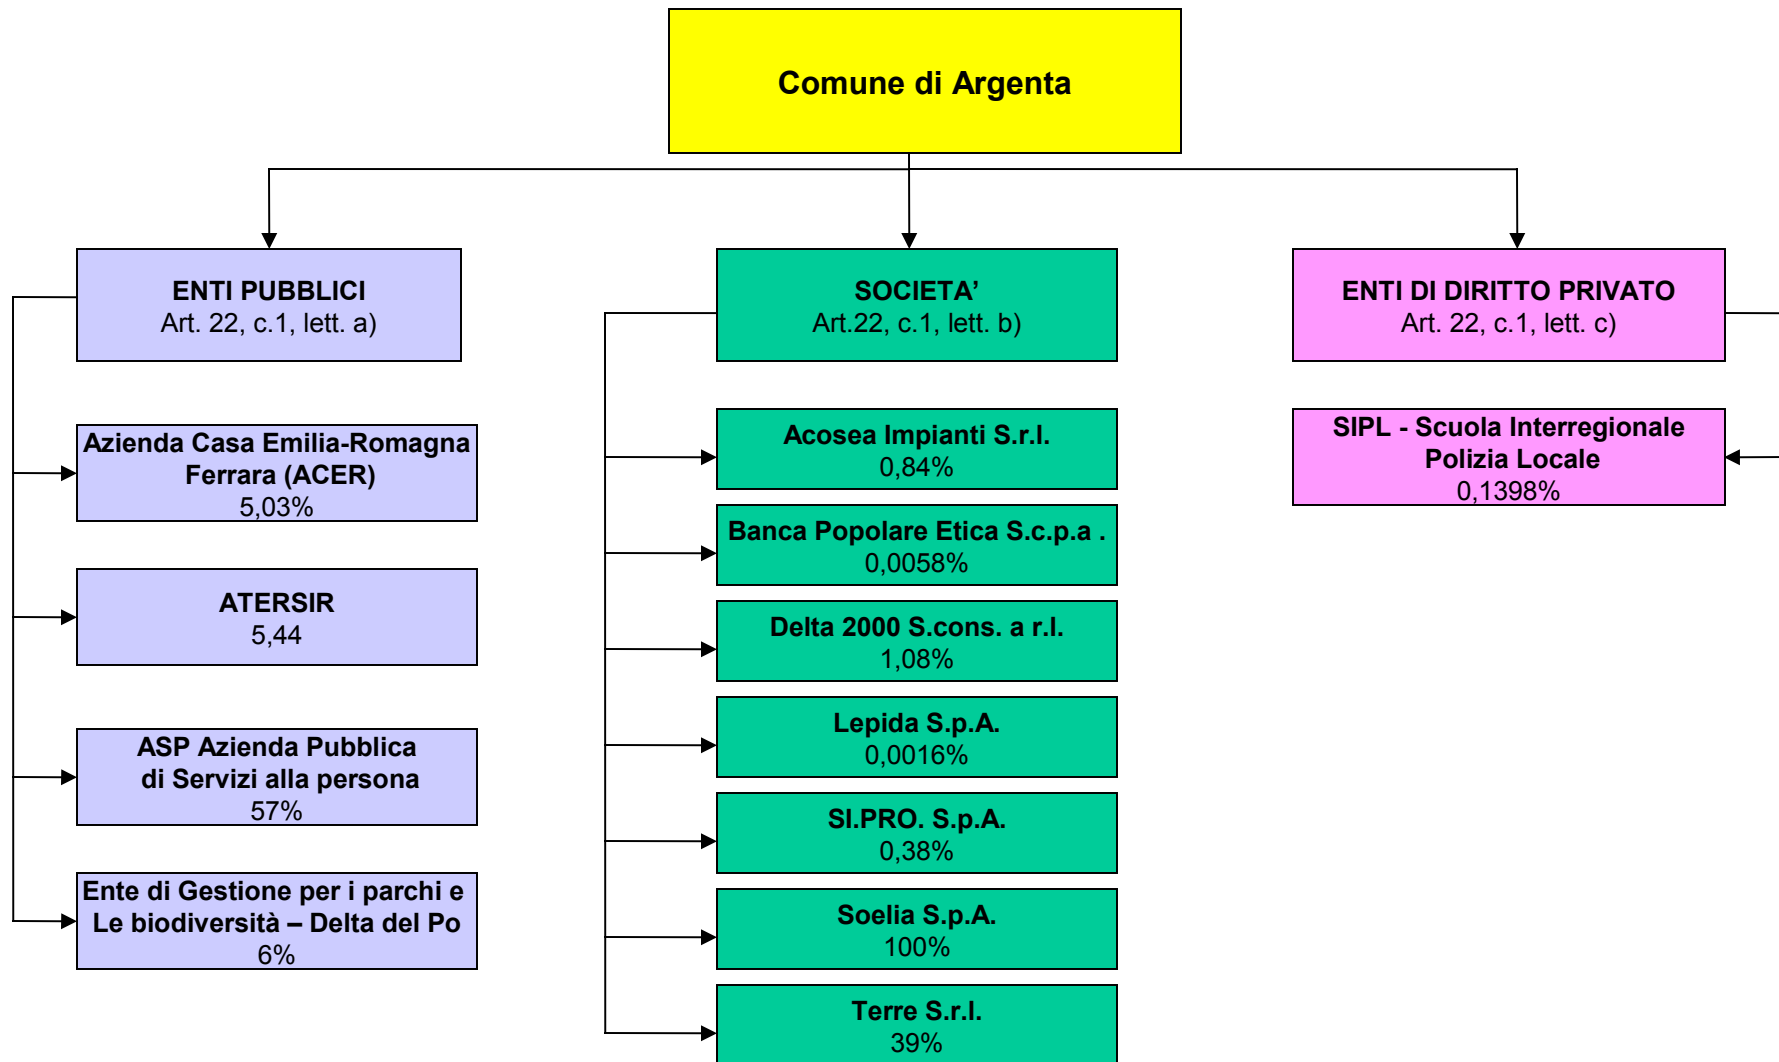 Comune di Argenta
ENTI PUBBLICI
Art. 22, c.1, lett. a)
Azienda Casa Emilia-Romagna
Ferrara (ACER)
5,03%
ATERSIR
5,44
ASP Azienda Pubblica
di Servizi alla persona
57%
Ente di Gestione per i parchi e
Le biodiversità – Delta del Po
6%
SOCIETA’
Art.22, c.1, lett. b)
Acosea Impianti S.r.l.
0,84%
Banca Popolare Etica S.c.p.a .
0,0058%
Delta 2000 S.cons. a r.l.
1,08%
Lepida S.p.A.
0,0016%
SI.PRO. S.p.A.
0,38%
Soelia S.p.A.
100%
Terre S.r.l.
39%
ENTI DI DIRITTO PRIVATO
Art. 22, c.1, lett. c)
SIPL - Scuola Interregionale
Polizia Locale
0,1398%